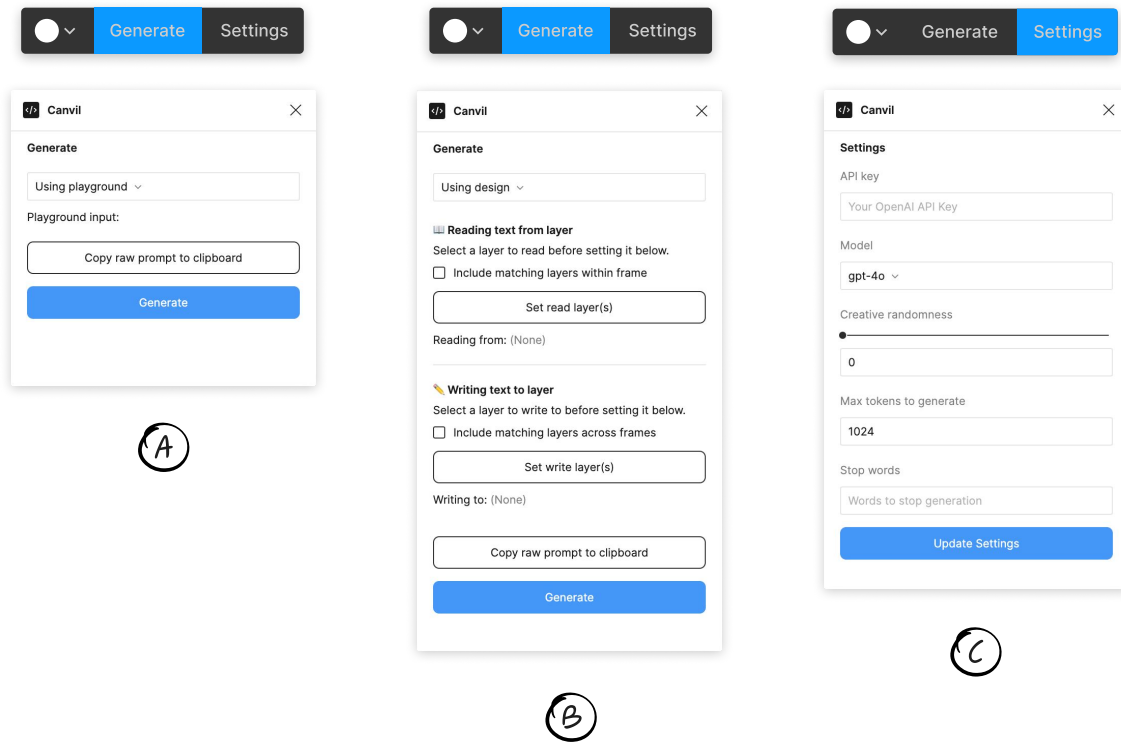 Generate Settings
Canvil
Generate
Using playground
Playground input:
Copy raw prompt to clipboard
Generate
A
Generate Settings
Canvil
Generate
Using design
📖 Reading text from layer
Select a layer to read before setting it below.
Include matching layers within frame
Set read layer(s)
Reading from: (None)
✏️ Writing text to layer
Select a layer to write to before setting it below.
Include matching layers across frames
Set write layer(s)
Writing to: (None)
Copy raw prompt to clipboard
Generate
B
Generate Settings
Canvil
Settings
API key
Your OpenAI API Key
Model
gpt-4o
Creative randomness
0
Max tokens to generate
1024
Stop words
Words to stop generation
Update Settings
C